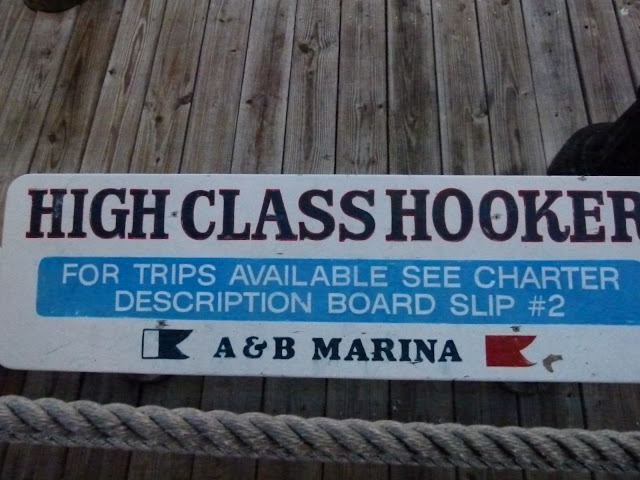 HIGH CLASS HOOKER
FOR TRIPS AVAILABLE SEE CHARTER
DESCRIPTION BOARD SLIP #2
A & B MARINA